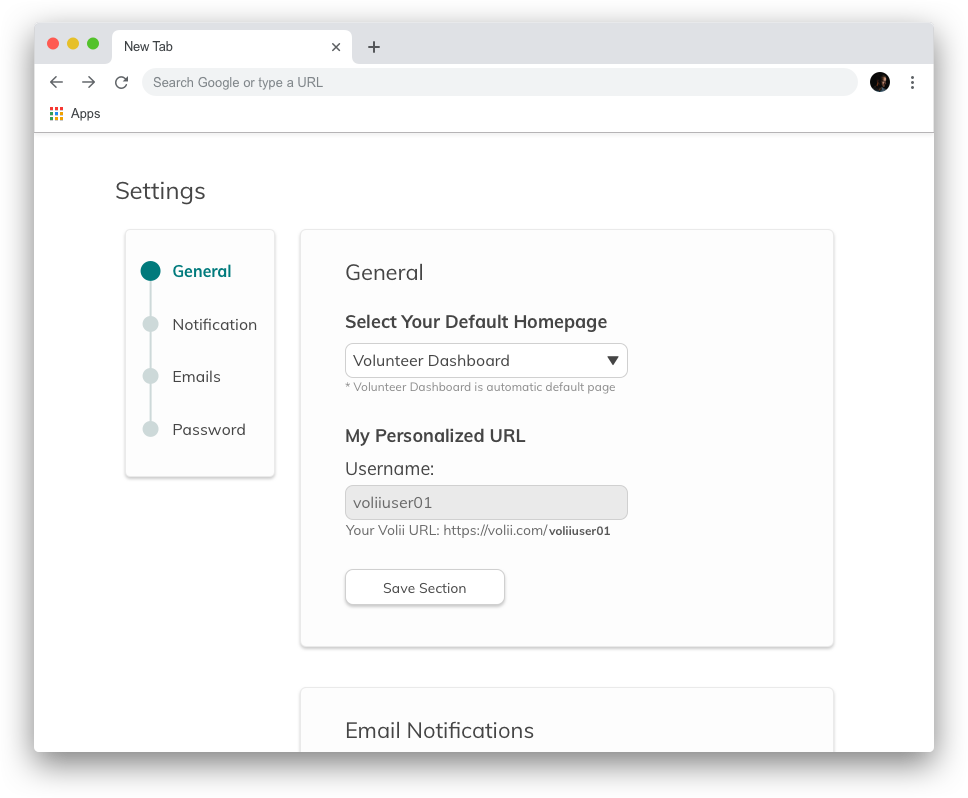 New Tab
Search Google or type a URL
Apps
Settings
General
Notification
Emails
Password
General
Select Your Default Homepage
Volunteer Dashboard
* Volunteer Dashboard is automatic default page
My Personalized URL
Username:
voliiuser01
Your Volii URL: https://volii.com/voliiuser01
Save Section
Email Notifications